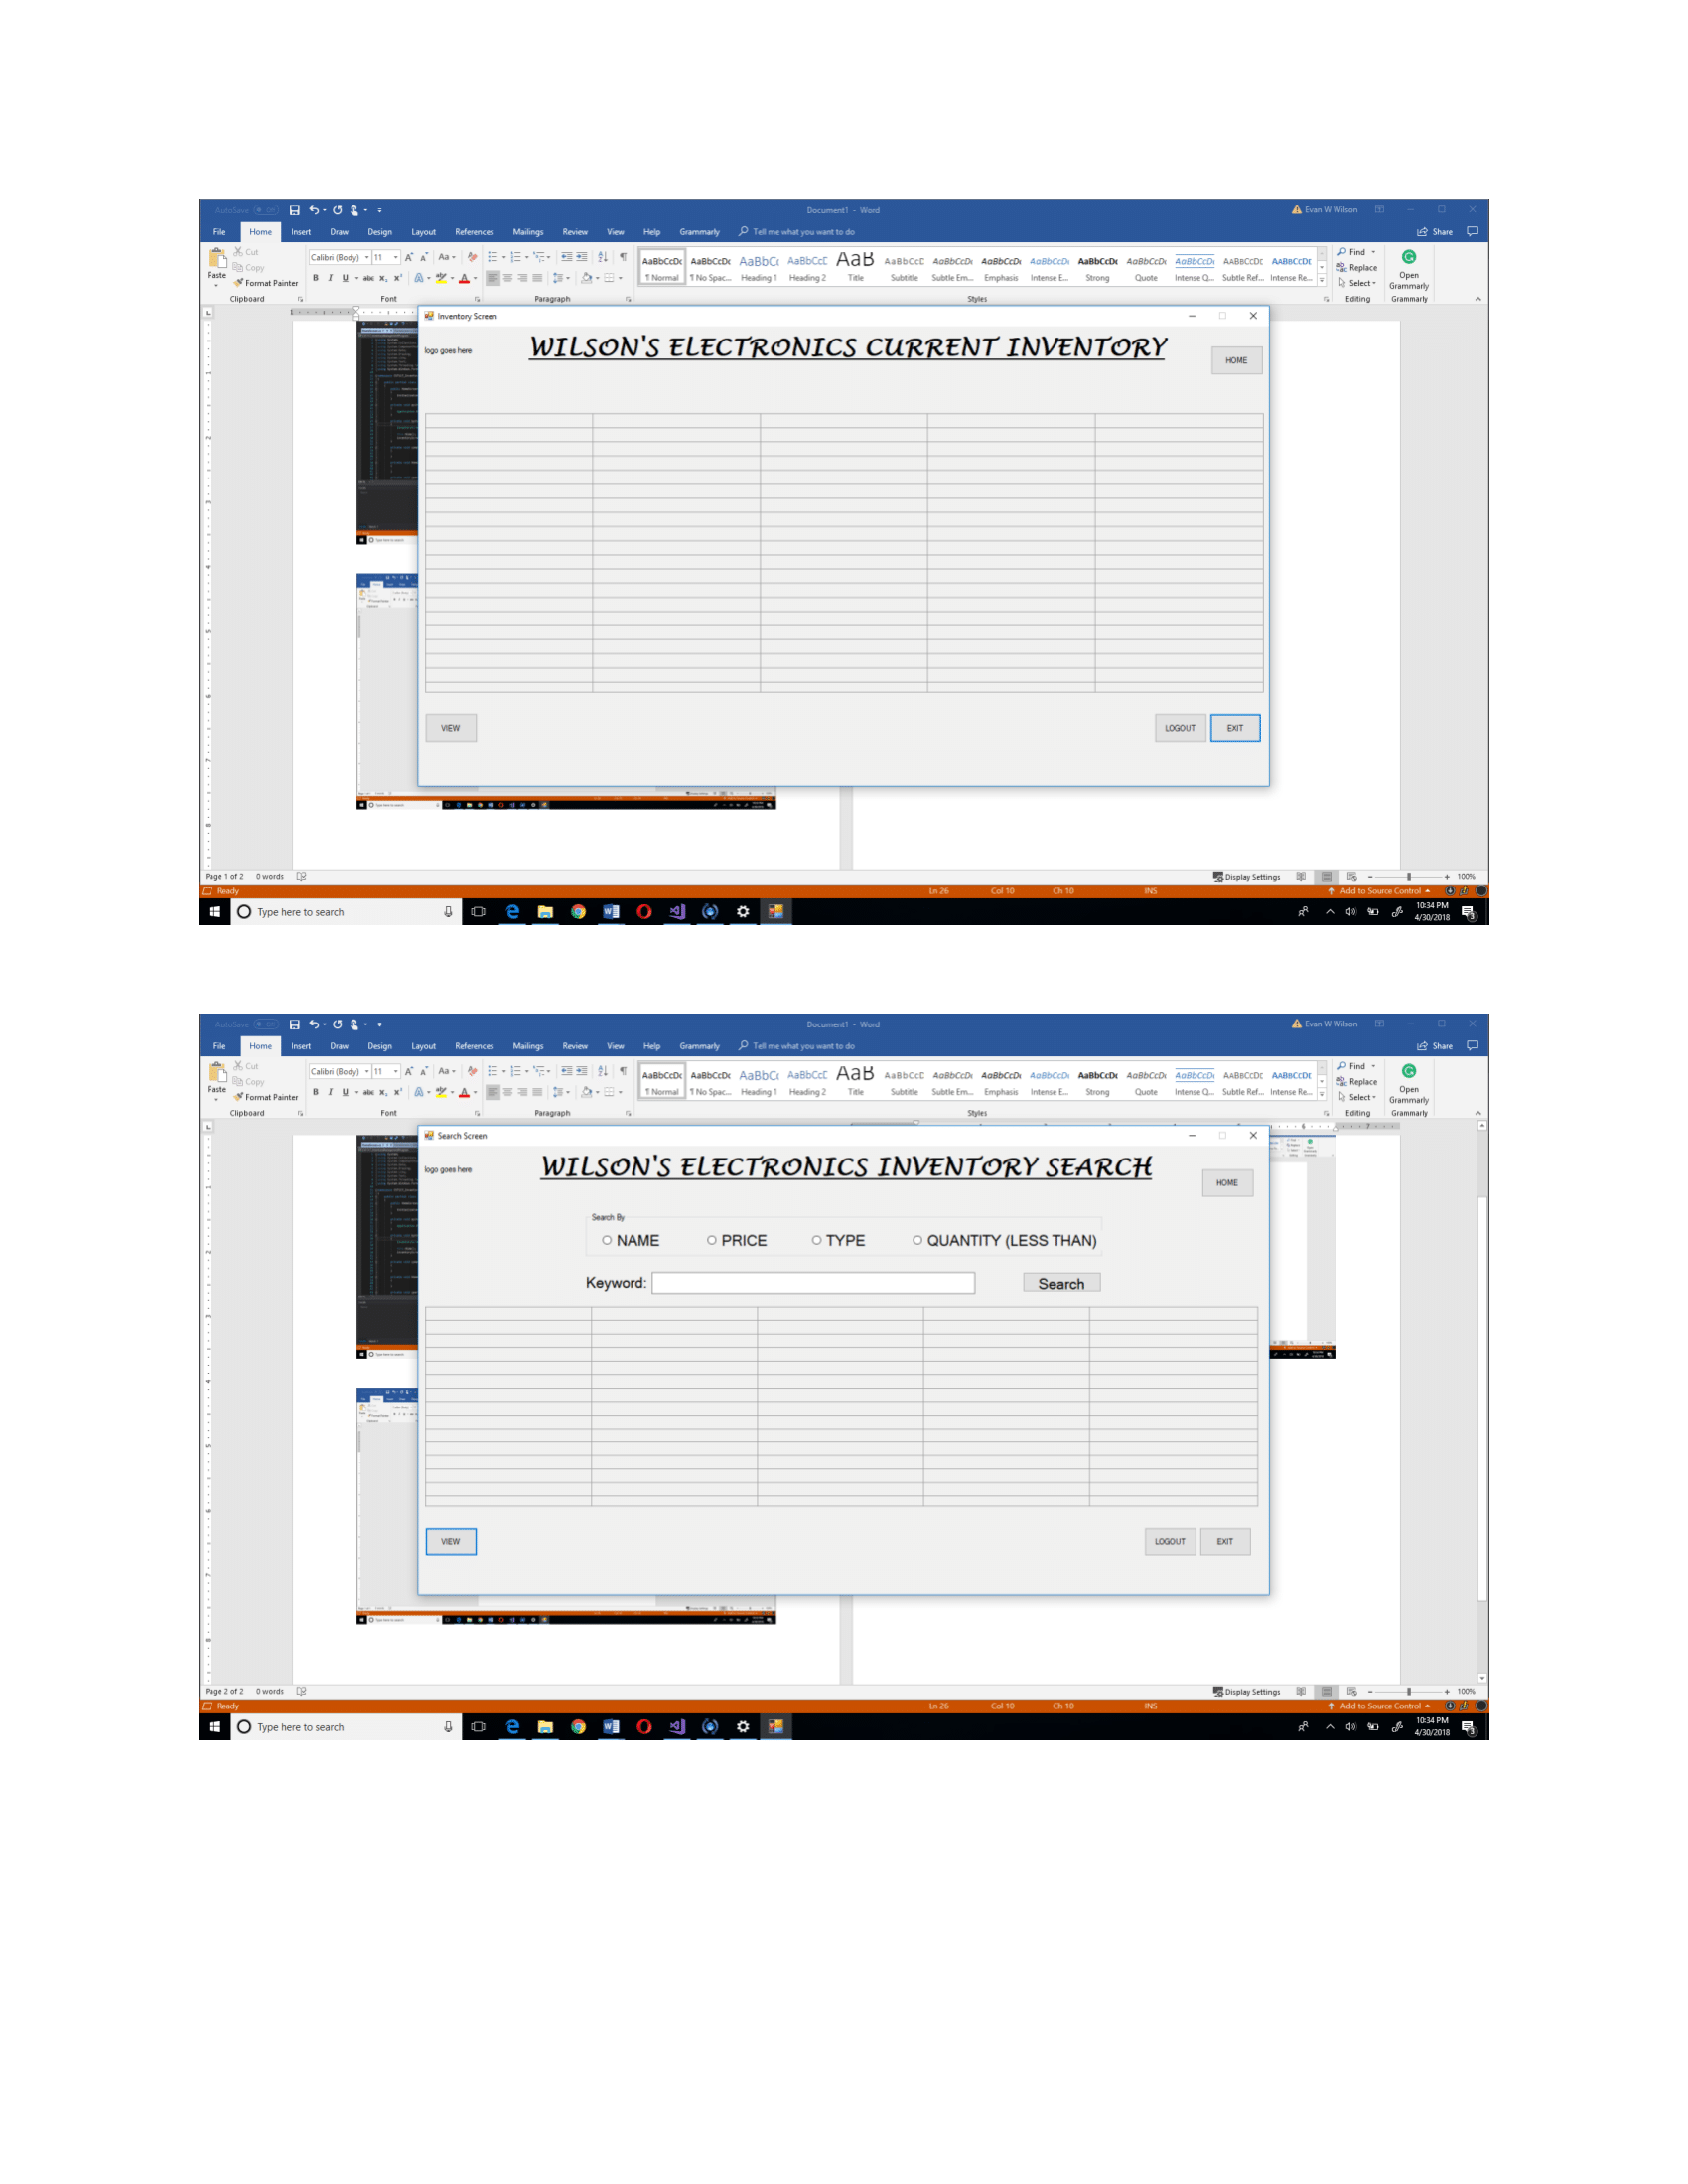 AutoSave Off Document1 - Word Evan W Wilson
File Home Insert Draw Design Layout References Mailings Review View Help Grammarly Tell me what you want to do Share
Cut
Copy
Paste
Format Painter
Calibri (Body) 11 Aa
B I U abc X₂ X² A A
AaBbCcDc AaBbCcDc AaBbCc AaBbCcE AaB AaBbCcE AaBbCcDc AaBbCcDc AaBbCcDc AaBbCcDc AaBbCcDc AaBbCcDc AaBbCcDc AaBbCcDc
¶ Normal ¶ No Spac... Heading 1 Heading 2 Title Subtitle Subtle Em... Emphasis Intense E... Strong Quote Intense Q... Subtle Ref... Intense Re...
Find
Replace
Select
Open
Grammarly
Clipboard Font Paragraph Styles Editing Grammarly
Inventory Screen
logo goes here
WILSON'S ELECTRONICS CURRENT INVENTORY
HOME
VIEW LOGOUT EXIT
Page 1 of 2 0 words Display Settings 100%
Ready Ln 26 Col 10 Ch 10 INS Add to Source Control
Type here to search
10:34 PM
4/30/2018
AutoSave Off Document1 - Word Evan W Wilson
File Home Insert Draw Design Layout References Mailings Review View Help Grammarly Tell me what you want to do Share
Cut
Copy
Paste
Format Painter
Calibri (Body) 11 Aa
B I U abc X₂ X² A A
AaBbCcDc AaBbCcDc AaBbCc AaBbCcE AaB AaBbCcE AaBbCcDc AaBbCcDc AaBbCcDc AaBbCcDc AaBbCcDc AaBbCcDc AaBbCcDc AaBbCcDc
¶ Normal ¶ No Spac... Heading 1 Heading 2 Title Subtitle Subtle Em... Emphasis Intense E... Strong Quote Intense Q... Subtle Ref... Intense Re...
Find
Replace
Select
Open
Grammarly
Clipboard Font Paragraph Styles Editing Grammarly
Search Screen
logo goes here
WILSON'S ELECTRONICS INVENTORY SEARCH
HOME
Search By
NAME PRICE TYPE QUANTITY (LESS THAN)
Keyword: Search
VIEW LOGOUT EXIT
Page 2 of 2 0 words Display Settings 100%
Ready Ln 26 Col 10 Ch 10 INS Add to Source Control
Type here to search
10:34 PM
4/30/2018